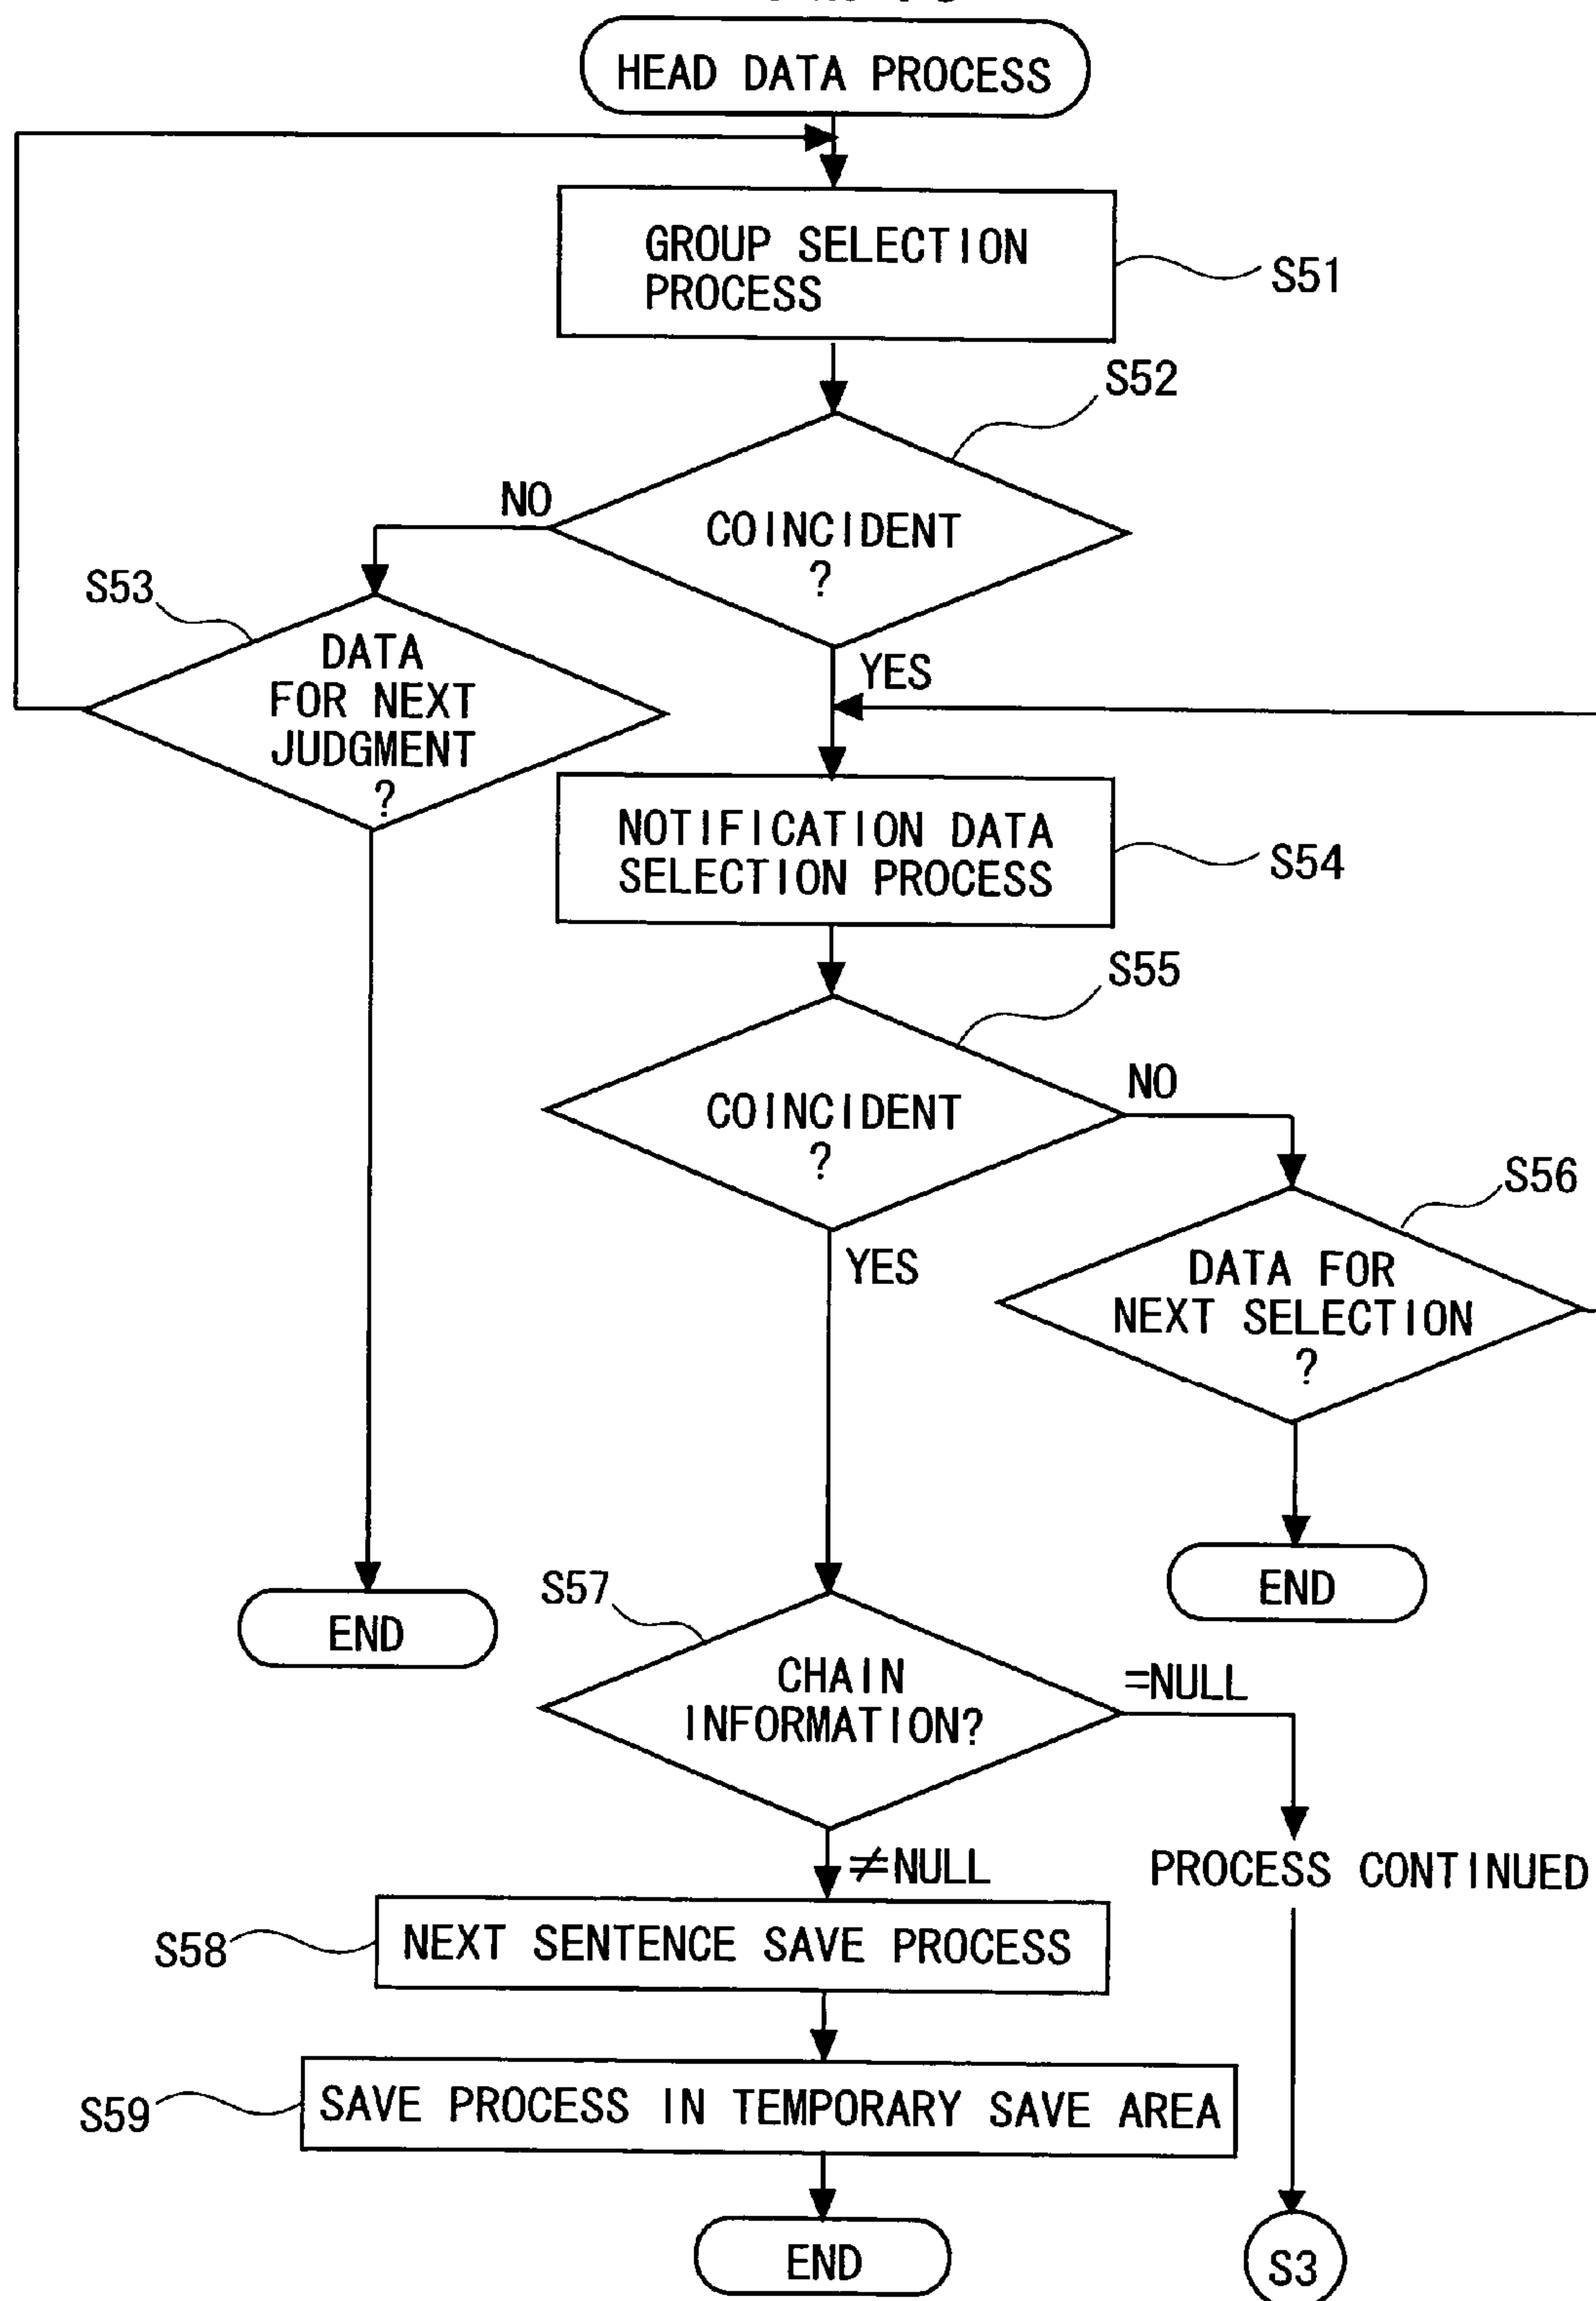 HEAD DATA PROCESS
GROUP SELECTION
PROCESS
S51
S52
NO
COINCIDENT
?
S53
DATA
FOR NEXT
JUDGMENT
?
YES
NOTIFICATION DATA
SELECTION PROCESS
S54
S55
NO
COINCIDENT
?
S56
YES
DATA FOR
NEXT SELECTION
?
END
S57
END
CHAIN
INFORMATION?
=NULL
≠NULL
PROCESS CONTINUED
S58
NEXT SENTENCE SAVE PROCESS
S59
SAVE PROCESS IN TEMPORARY SAVE AREA
END
S3